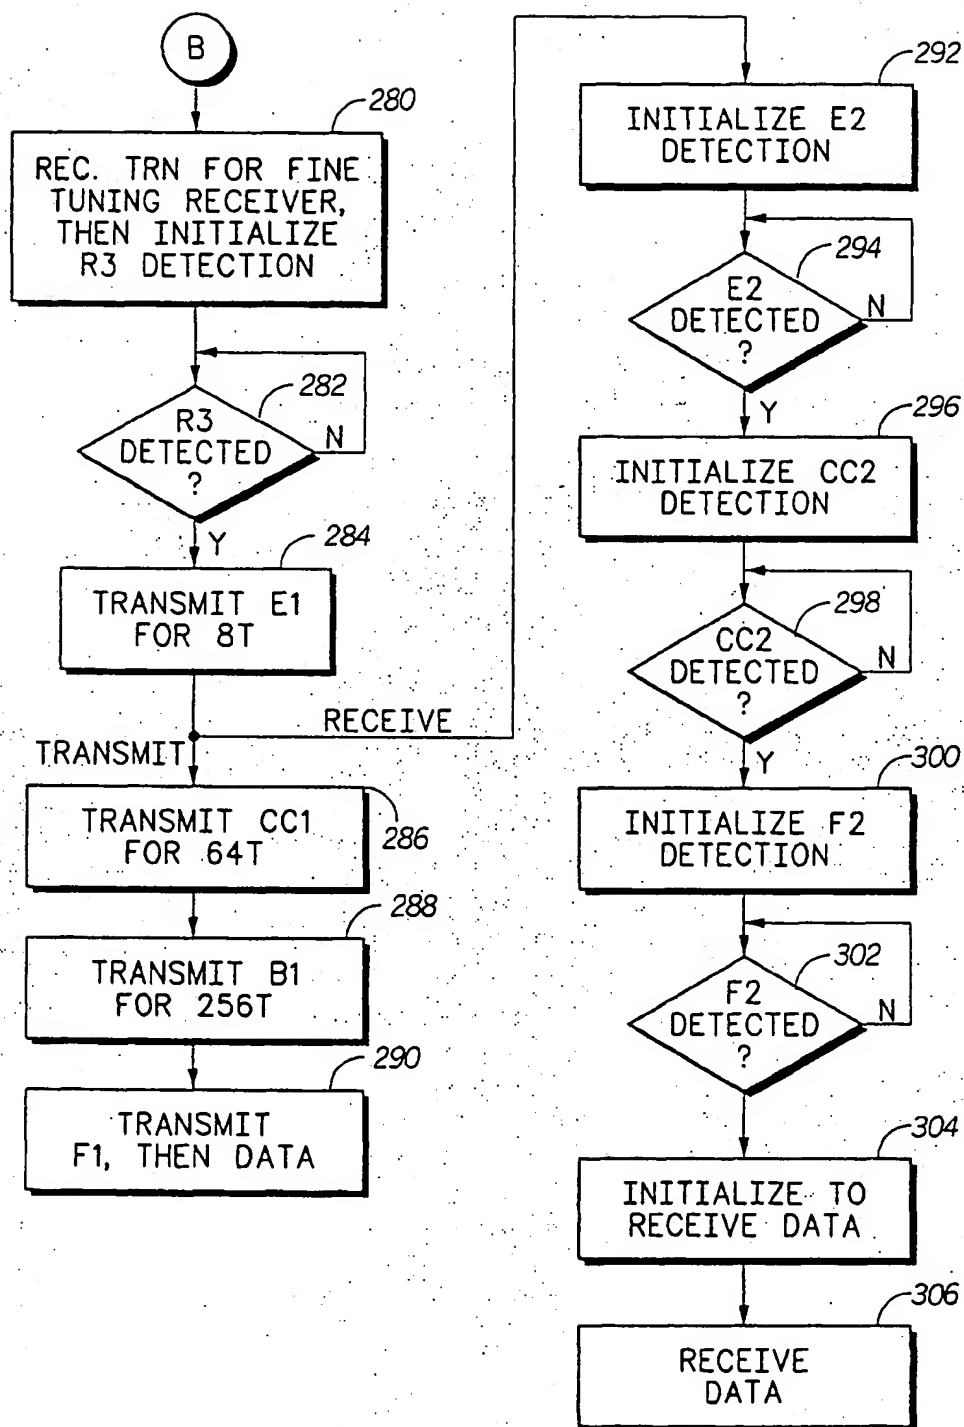 B
280
REC. TRN FOR FINE
TUNING RECEIVER,
THEN INITIALIZE
R3 DETECTION
282
R3
DETECTED
?
N
Y
284
TRANSMIT E1
FOR 8T
RECEIVE
TRANSMIT
TRANSMIT CC1
FOR 64T
286
288
TRANSMIT B1
FOR 256T
290
TRANSMIT
F1, THEN DATA
292
INITIALIZE E2
DETECTION
294
E2
DETECTED
?
N
Y
296
INITIALIZE CC2
DETECTION
298
CC2
DETECTED
?
N
Y
300
INITIALIZE F2
DETECTION
302
F2
DETECTED
?
N
304
INITIALIZE TO
RECEIVE DATA
306
RECEIVE
DATA